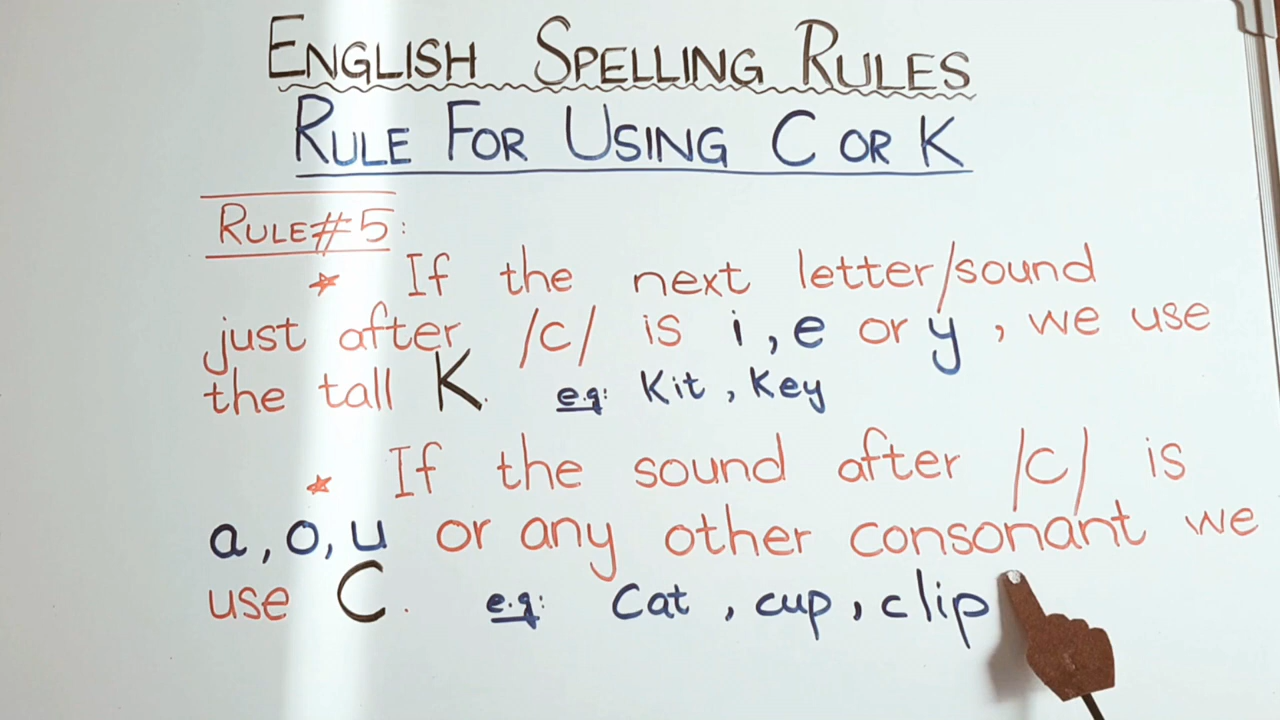 ENGLISH SPELLING RULES
RULE FOR USING C OR K
RULE#5:
* If the next letter/sound
just after /c/ is i, e or y, we use
the tall K. e.g: Kit, Key
* If the sound after /c/ is
a, o, u or any other consonant we
use C. e.g: Cat, cup, clip